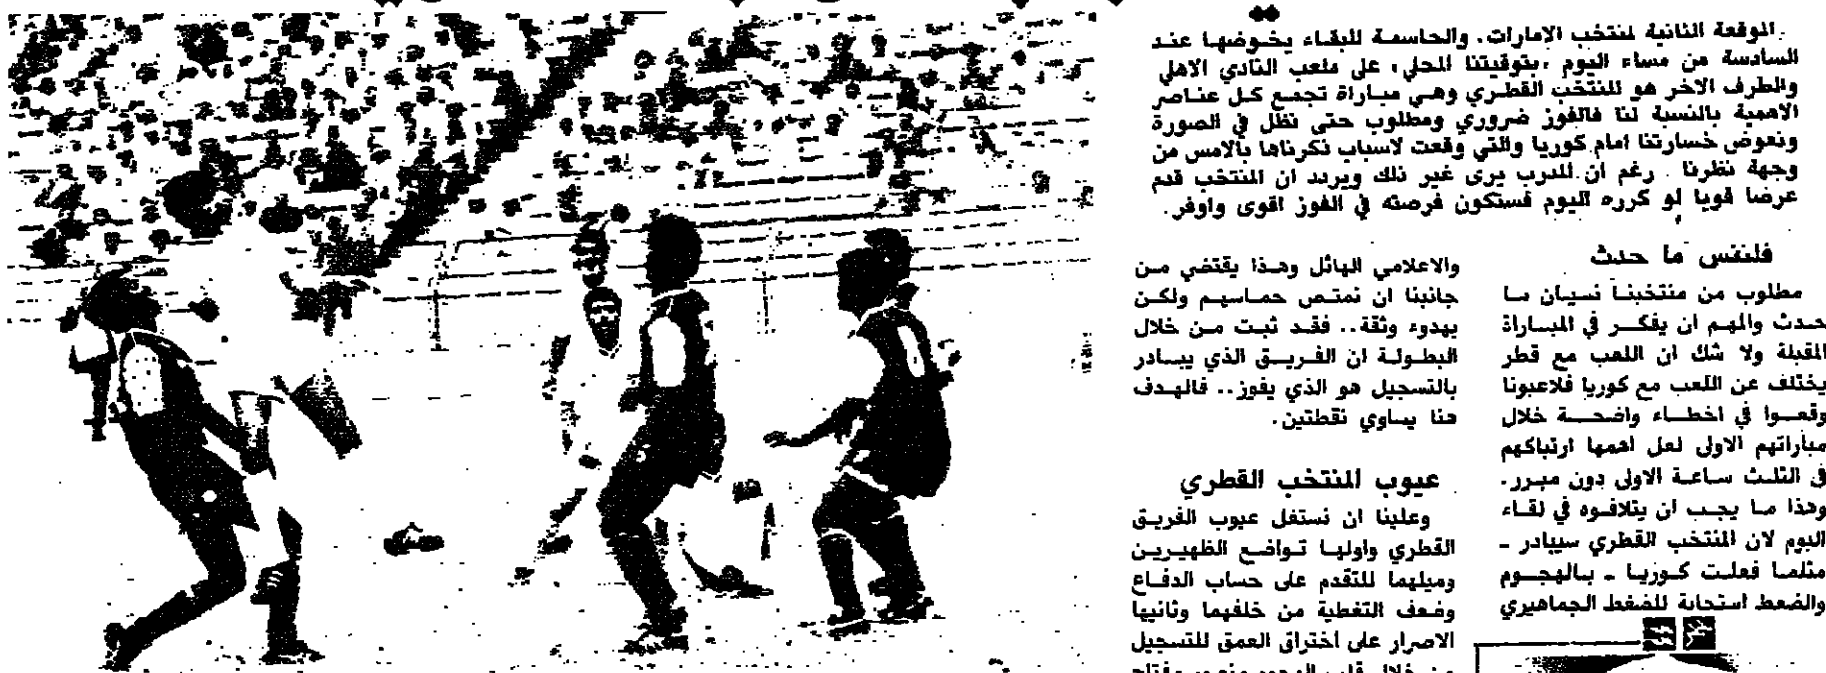 الموقعة الثانية لمنتخب الإمارات. والحاسمة للبقاء يخوضها عند
السادسة من مساء اليوم «بتوقيتنا المحلي» على ملعب النادي الاهلي
والطرف الاخر هو المنتخب القطري وهي مباراة تجمع كل عناصر
الاهمية بالنسبة لنا فالفوز ضروري ومطلوب حتى نظل في الصورة
ونعوض خسارتنا امام كوريا والتي وقعت لاسباب ذكرناها بالامس من
وجهة نظرنا . رغم ان المدرب يرى غير ذلك ويردد ان المنتخب قدم
عرضا قويا لو كرره اليوم فستكون فرصته في الفوز اقوى واوفر.
فلننس ما حدث
مطلوب من منتخبنا نسيان ما
حدث والمهم ان يفكر في المباراة
المقبلة ولا شك ان اللعب مع قطر
يختلف عن اللعب مع كوريا فلاعبونا
وقعوا في اخطاء واضحة خلال
مباراتهم الاولى لعل اهمها ارتباكهم
في الثلث ساعة الاولى دون مبرر.
وهذا ما يجب ان يتلافوه في لقاء
اليوم لان المنتخب القطري سيبادر -
مثلما فعلت كوريا - بالهجوم
والضغط استجابة للضغط الجماهيري
والاعلامي الهائل وهذا يقتضي من
جانبنا ان نمتص حماسهم ولكن
بهدوء وثقة.. فقد ثبت من خلال
البطولة ان الفريق الذي يبادر
بالتسجيل هو الذي يفوز.. فالهدف
هنا يساوي نقطتين.
عيوب المنتخب القطري
وعلينا ان نستغل عيوب الفريق
القطري واولها تواضع الظهيرين
وميلهما للتقدم على حساب الدفاع
وضعف التغطية من خلفهما وثانيها
الاصرار على اختراق العمق للتسجيل